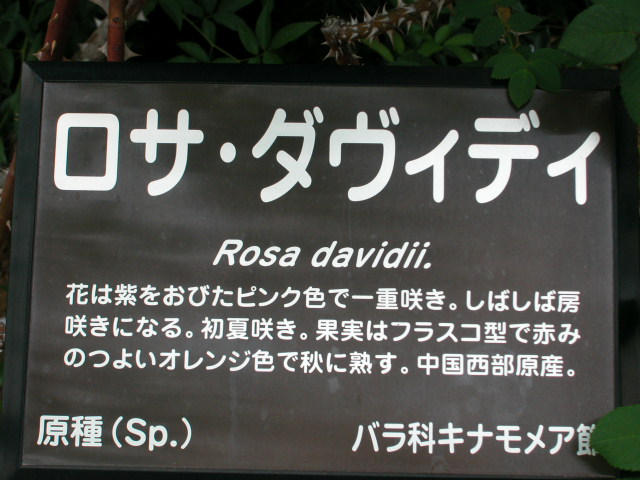 ロサ・ダヴィディ
Rosa davidii.
花は紫をおびたピンク色で一重咲き。しばしば房
咲きになる。初夏咲き。果実はフラスコ型で赤み
のつよいオレンジ色で秋に熟す。中国西部原産。
原種(Sp.)
バラ科キナモメア節